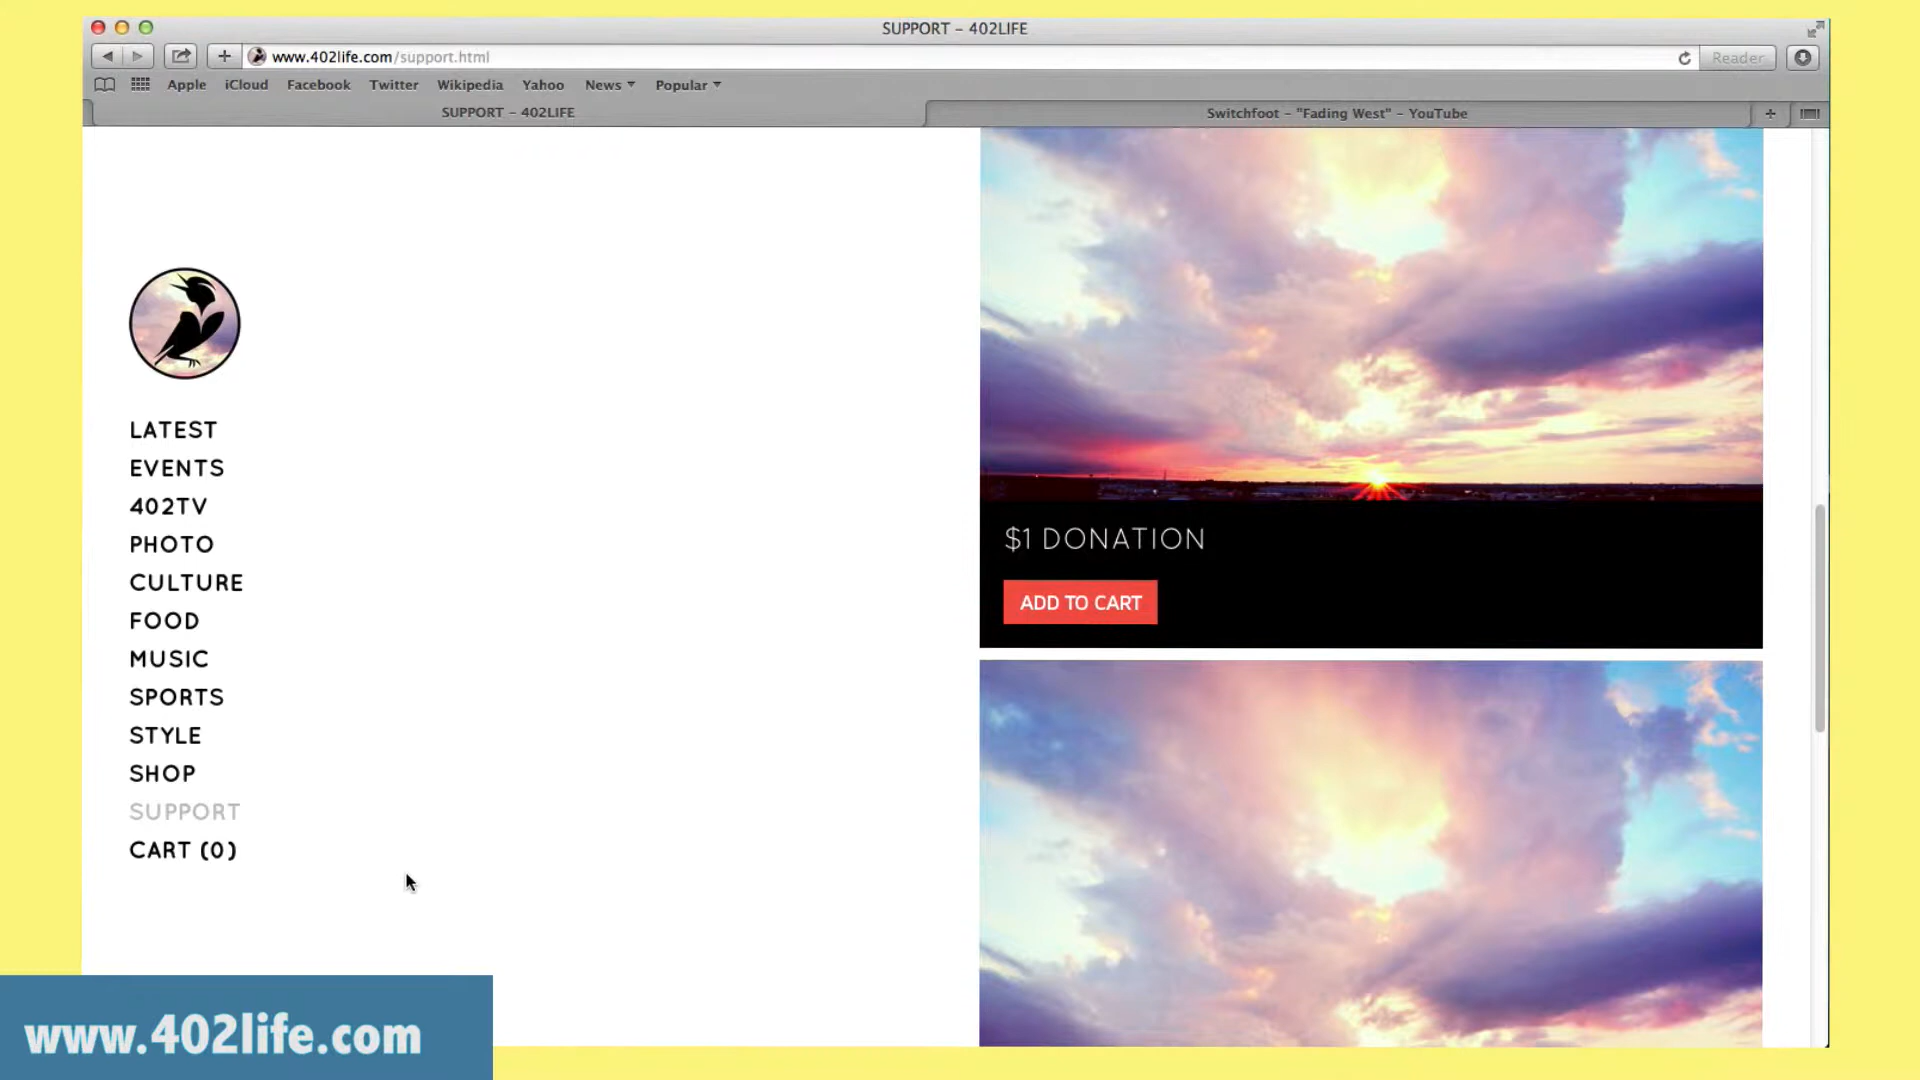 SUPPORT – 402LIFE
www.402life.com/support.html
Reader
Apple iCloud Facebook Twitter Wikipedia Yahoo News Popular
SUPPORT – 402LIFE
Switchfoot – "Fading West" – YouTube
LATEST
EVENTS
402TV
PHOTO
CULTURE
FOOD
MUSIC
SPORTS
STYLE
SHOP
SUPPORT
CART (0)
$1 DONATION
ADD TO CART
www.402life.com